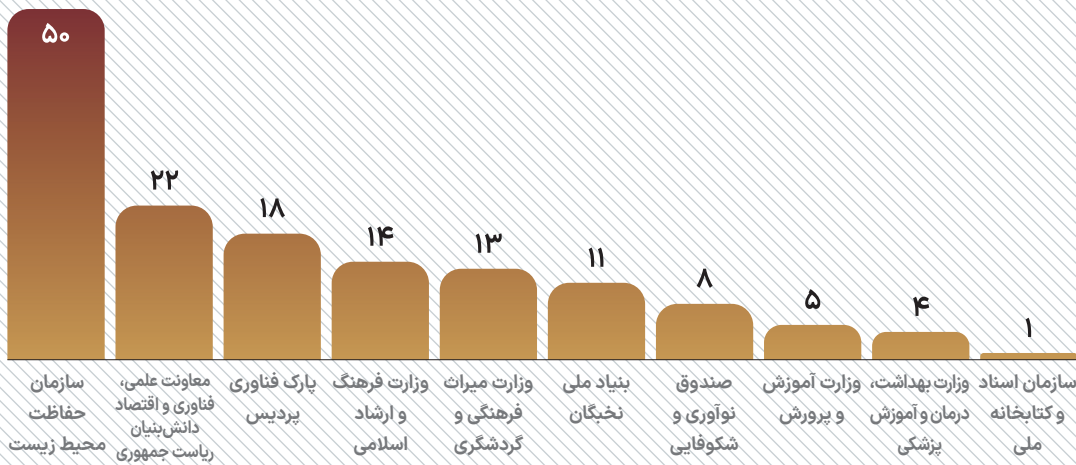 ۵۰
سازمان
حفاظت
محیط زیست
۲۲
معاونت علمی،
فناوری و اقتصاد
دانش‌بنیان
ریاست جمهوری
۱۸
پارک فناوری
پردیس
۱۴
وزارت فرهنگ
و ارشاد
اسلامی
۱۳
وزارت میراث
فرهنگی و
گردشگری
۱۱
بنیاد ملی
نخبگان
۸
صندوق
نوآوری و
شکوفایی
۵
وزارت آموزش
و پرورش
۴
وزارت بهداشت،
درمان و آموزش
پزشکی
۱
سازمان اسناد
و کتابخانه
ملی